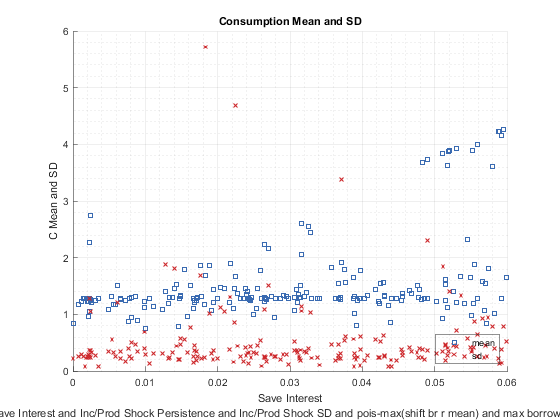 Consumption Mean and SD
6
5
4
3
2
1
0
C Mean and SD
mean
sd
0
0.01
0.02
0.03
0.04
0.05
0.06
Save Interest
ave Interest and Inc/Prod Shock Persistence and Inc/Prod Shock SD and pois-max(shift br r mean) and max borrow